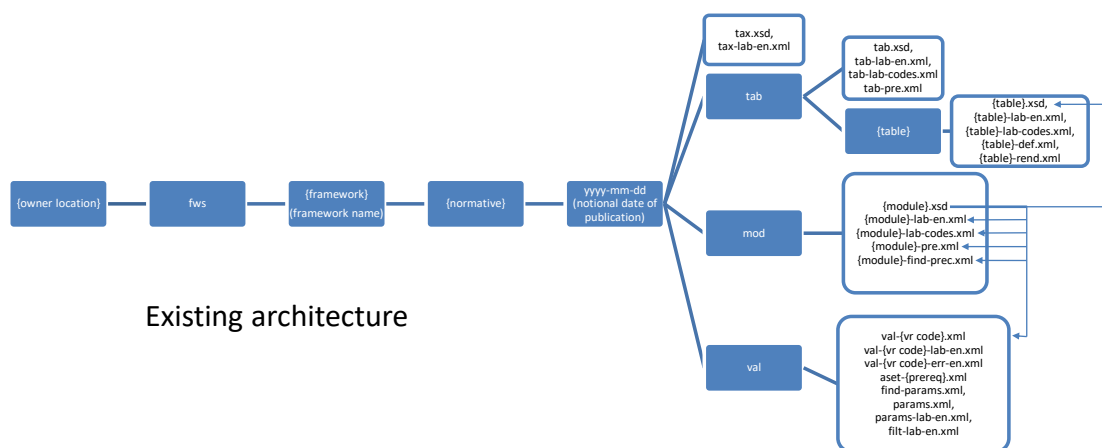 {owner location}
fws
{framework}
(framework name)
{normative}
yyyy-mm-dd
(notional date of
publication)
tax.xsd,
tax-lab-en.xml
tab
tab.xsd,
tab-lab-en.xml,
tab-lab-codes.xml
tab-pre.xml
{table}
{table}.xsd,
{table}-lab-en.xml,
{table}-lab-codes.xml,
{table}-def.xml,
{table}-rend.xml
mod
{module}.xsd
{module}-lab-en.xml
{module}-lab-codes.xml
{module}-pre.xml
{module}-find-prec.xml
val
val-{vr code}.xml
val-{vr code}-lab-en.xml
val-{vr code}-err-en.xml
aset-{prereq}.xml
find-params.xml,
params.xml,
params-lab-en.xml,
filt-lab-en.xml
Existing architecture